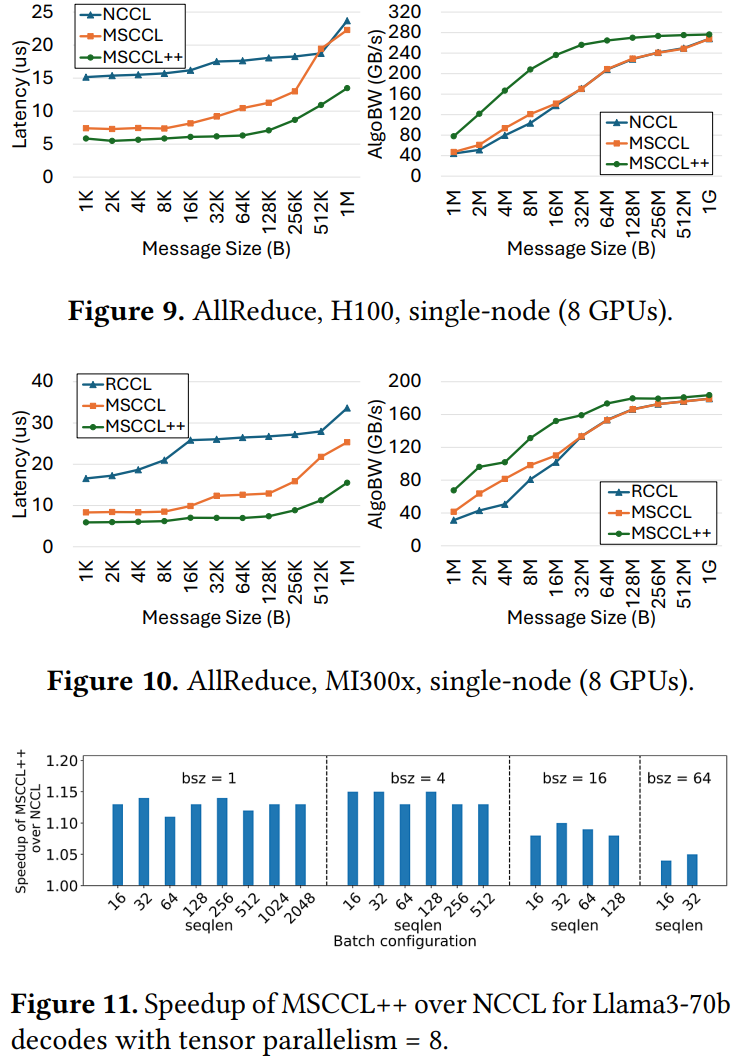 Latency (us)
25
20
15
10
5
0
NCCL
MSCCL
MSCCL++
1K 2K 4K 8K 16K 32K 64K 128K 256K 512K 1M
Message Size (B)
AlgoBW (GB/s)
320
280
240
200
160
120
80
40
0
NCCL
MSCCL
MSCCL++
1M 2M 4M 8M 16M 32M 64M 128M 256M 512M 1G
Message Size (B)
Figure 9. AllReduce, H100, single-node (8 GPUs).
Latency (us)
40
30
20
10
0
RCCL
MSCCL
MSCCL++
1K 2K 4K 8K 16K 32K 64K 128K 256K 512K 1M
Message Size (B)
AlgoBW (GB/s)
200
160
120
80
40
0
RCCL
MSCCL
MSCCL++
1M 2M 4M 8M 16M 32M 64M 128M 256M 512M 1G
Message Size (B)
Figure 10. AllReduce, MI300x, single-node (8 GPUs).
Speedup of MSCCL++
over NCCL
1.20
1.15
1.10
1.05
1.00
bsz = 1 bsz = 4 bsz = 16 bsz = 64
16 32 64 128 256 512 1024 2048 16 32 64 128 256 512 16 32 64 128 16 32
seqlen seqlen seqlen seqlen
Batch configuration
Figure 11. Speedup of MSCCL++ over NCCL for Llama3-70b
decodes with tensor parallelism = 8.